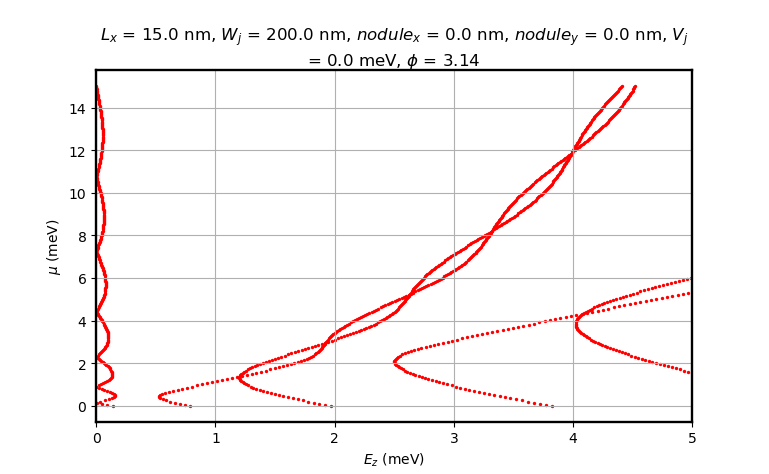 L_x = 15.0 nm, W_j = 200.0 nm, nodule_x = 0.0 nm, nodule_y = 0.0 nm, V_j
= 0.0 meV, ϕ = 3.14
14
12
10
8
6
4
2
0
μ (meV)
0 1 2 3 4 5
E_z (meV)